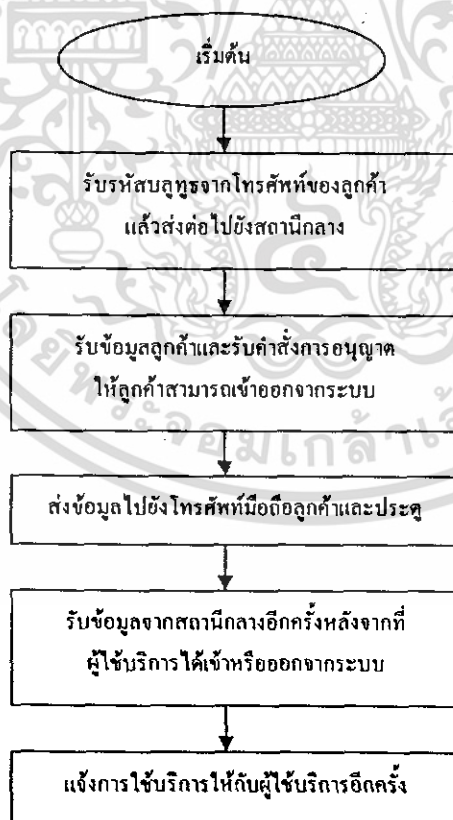 เริ่มต้น
รับรหัสบลูทูธจากโทรศัพท์ของลูกค้า
แล้วส่งต่อไปยังสถานีกลาง
รับข้อมูลลูกค้าและรับคำสั่งการอนุญาต
ให้ลูกค้าสามารถเข้าออกจากระบบ
ส่งข้อมูลไปยังโทรศัพท์มือถือลูกค้าและประตู
รับข้อมูลจากสถานีกลางอีกครั้งหลังจากที่
ผู้ใช้บริการได้เข้าหรือออกจากระบบ
แจ้งการใช้บริการให้กับผู้ใช้บริการอีกครั้ง